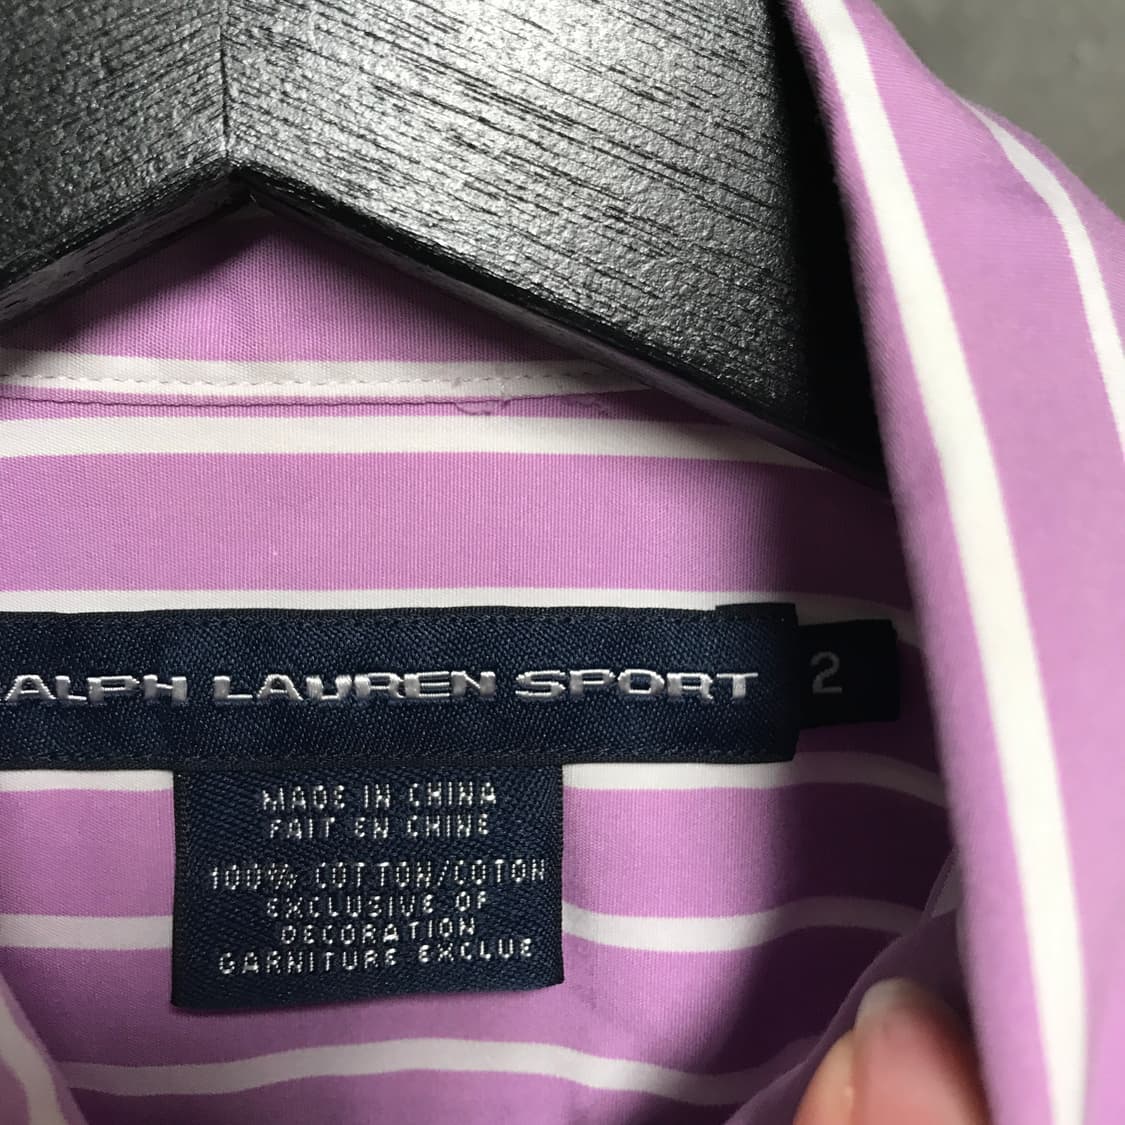 ALPH LAUREN SPORT
2
MADE IN CHINA
FAIT EN CHINE
100% COTTON/COTON
EXCLUSIVE OF
DECORATION
GARNITURE EXCLUE